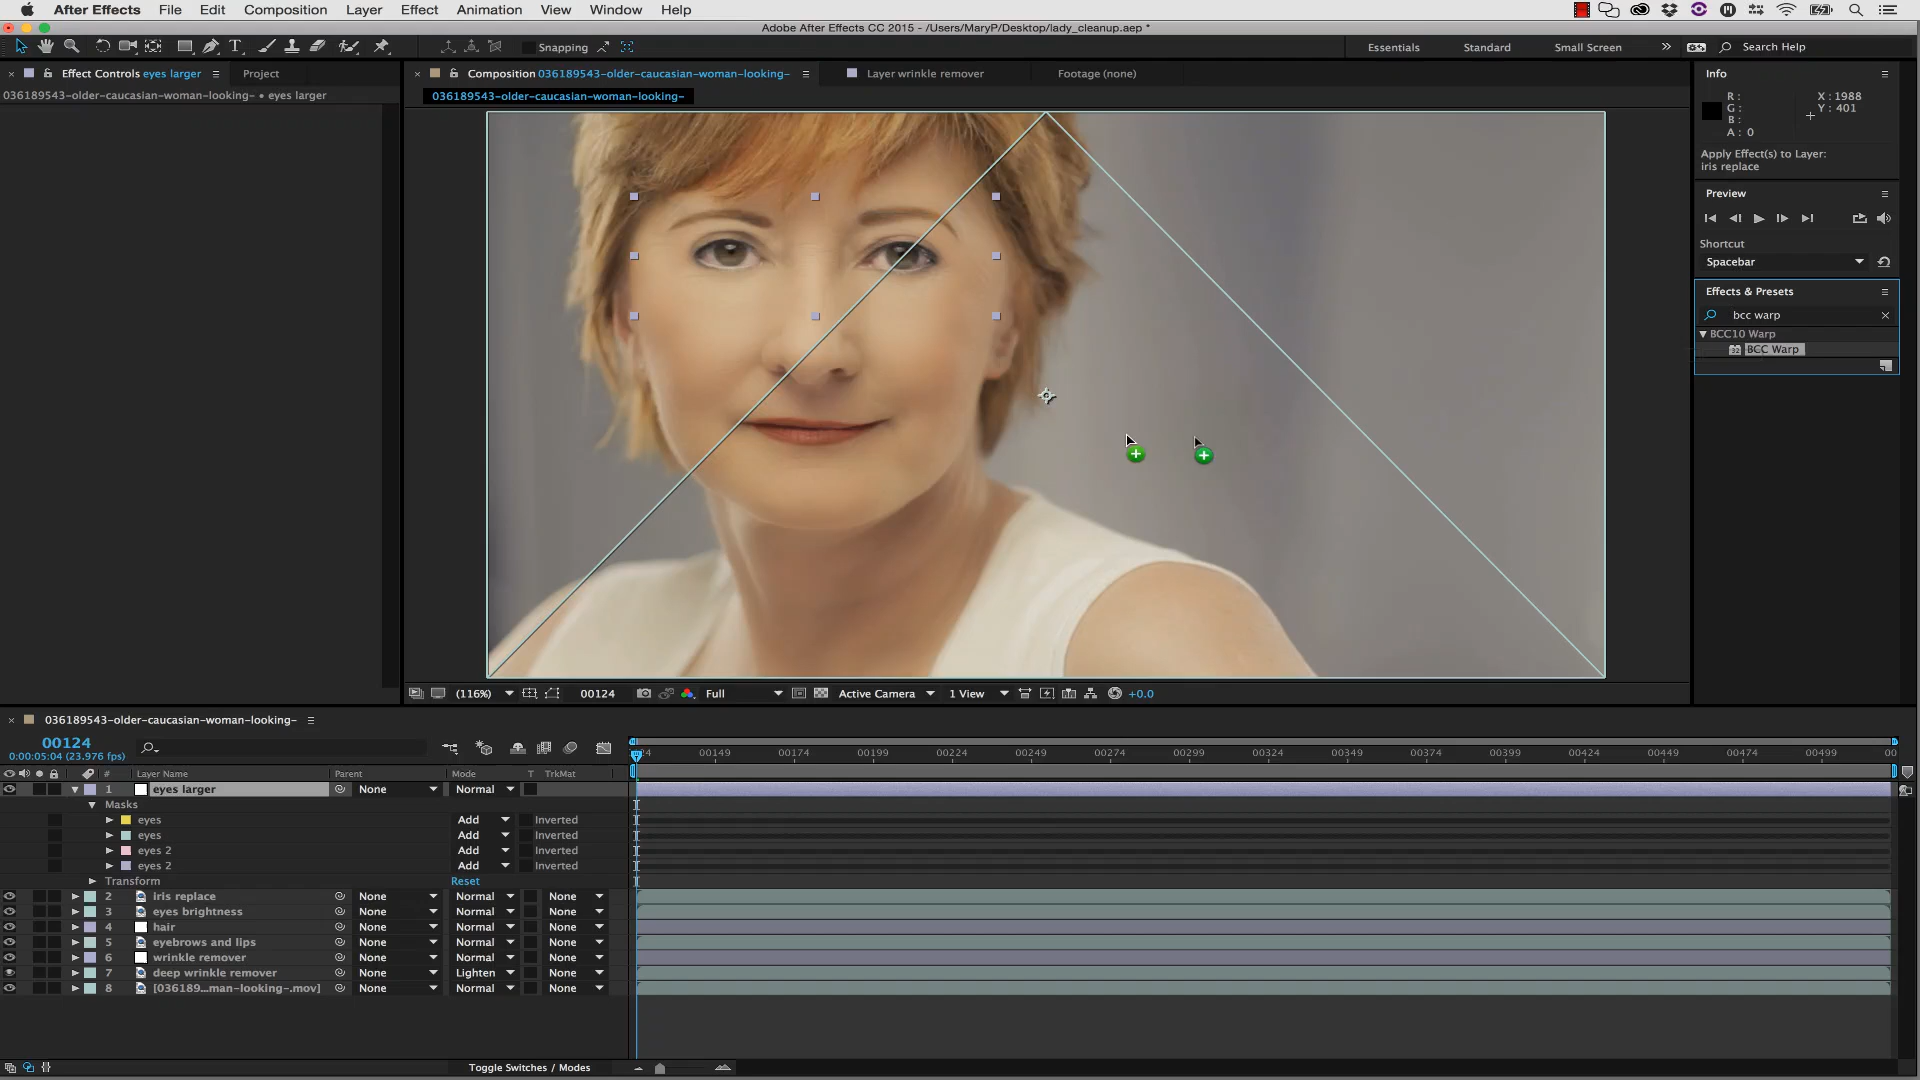 After Effects File Edit Composition Layer Effect Animation View Window Help
Adobe After Effects CC 2015 - /Users/MaryP/Desktop/lady_cleanup.aep *
Snapping
Essentials Standard Small Screen Search Help
Effect Controls eyes larger Project
Composition 036189543-older-caucasian-woman-looking- Layer wrinkle remover Footage (none)
036189543-older-caucasian-woman-looking- • eyes larger
036189543-older-caucasian-woman-looking-
Info
R :
G :
B :
A : 0
X : 1988
Y : 401
Apply Effect(s) to Layer:
iris replace
Preview
Shortcut
Spacebar
Effects & Presets
bcc warp
BCC10 Warp
32 BCC Warp
(116%) 00124 Full Active Camera 1 View +0.0
036189543-older-caucasian-woman-looking-
00124
0:00:05:04 (23.976 fps)
24 00149 00174 00199 00224 00249 00274 00299 00324 00349 00374 00399 00424 00449 00474 00499 00
# Layer Name Parent Mode T TrkMat
1 eyes larger None Normal
Masks
eyes Add Inverted
eyes Add Inverted
eyes 2 Add Inverted
eyes 2 Add Inverted
Transform Reset
2 iris replace None Normal None
3 eyes brightness None Normal None
4 hair None Normal None
5 eyebrows and lips None Normal None
6 wrinkle remover None Normal None
7 deep wrinkle remover None Lighten None
8 [036189...man-looking-.mov] None Normal None
Toggle Switches / Modes